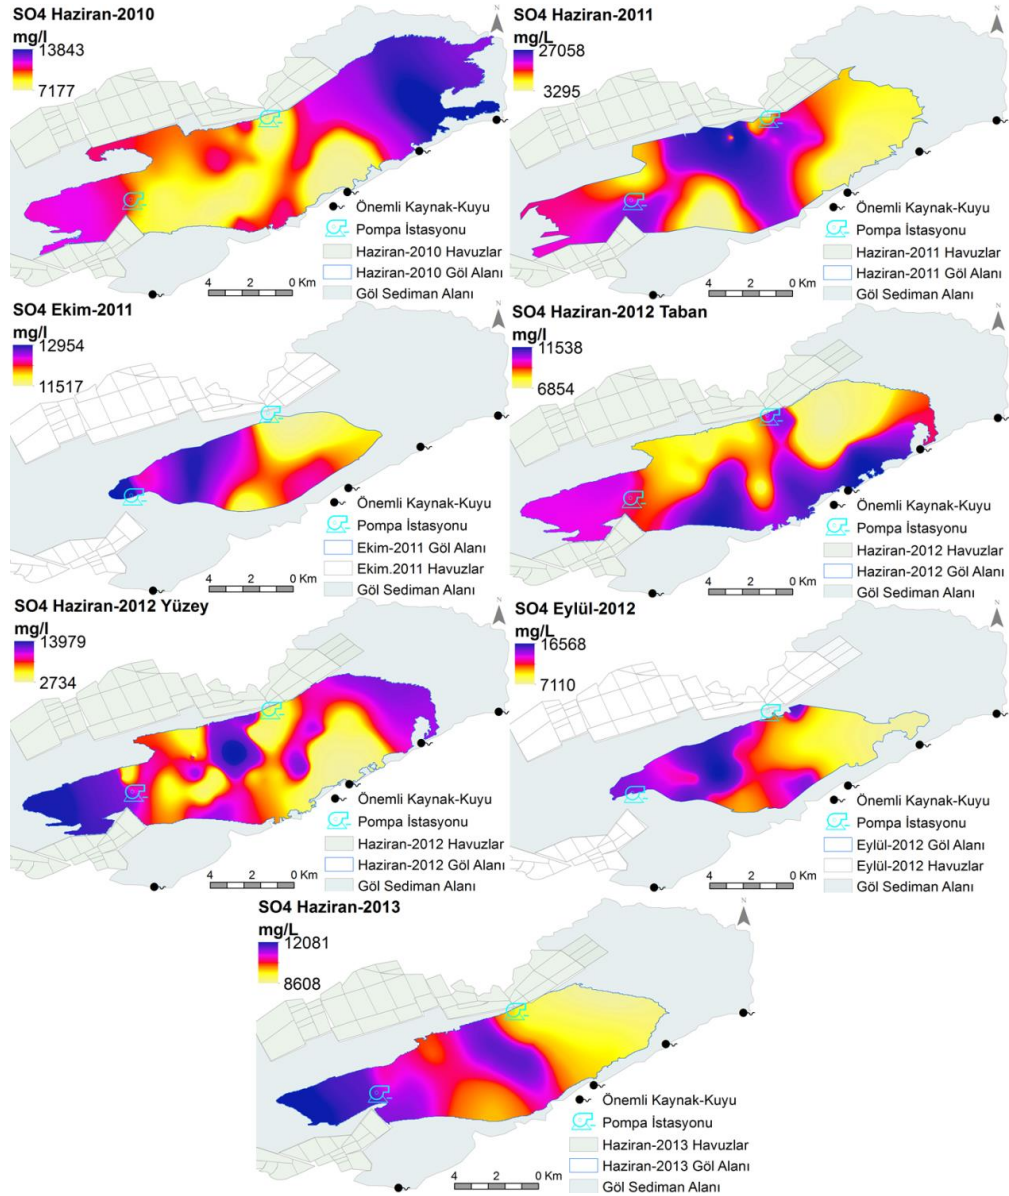 SO4 Haziran-2010
mg/l
13843
7177
N
Önemli Kaynak-Kuyu
Pompa İstasyonu
Haziran-2010 Havuzlar
Haziran-2010 Göl Alanı
Göl Sediman Alanı
4 2 0 Km
SO4 Haziran-2011
mg/L
27058
3295
N
Önemli Kaynak-Kuyu
Pompa İstasyonu
Haziran-2011 Havuzlar
Haziran-2011 Göl Alanı
Göl Sediman Alanı
4 2 0 Km
SO4 Ekim-2011
mg/l
12954
11517
N
Önemli Kaynak-Kuyu
Pompa İstasyonu
Ekim-2011 Göl Alanı
Ekim.2011 Havuzlar
Göl Sediman Alanı
4 2 0 Km
SO4 Haziran-2012 Taban
mg/l
11538
6854
N
Önemli Kaynak-Kuyu
Pompa İstasyonu
Haziran-2012 Havuzlar
Haziran-2012 Göl Alanı
Göl Sediman Alanı
4 2 0 Km
SO4 Haziran-2012 Yüzey
mg/l
13979
2734
N
Önemli Kaynak-Kuyu
Pompa İstasyonu
Haziran-2012 Havuzlar
Haziran-2012 Göl Alanı
Göl Sediman Alanı
4 2 0 Km
SO4 Eylül-2012
mg/L
16568
7110
N
Önemli Kaynak-Kuyu
Pompa İstasyonu
Eylül-2012 Göl Alanı
Eylül-2012 Havuzlar
Göl Sediman Alanı
4 2 0 Km
SO4 Haziran-2013
mg/L
12081
8608
N
Önemli Kaynak-Kuyu
Pompa İstasyonu
Haziran-2013 Havuzlar
Haziran-2013 Göl Alanı
Göl Sediman Alanı
4 2 0 Km